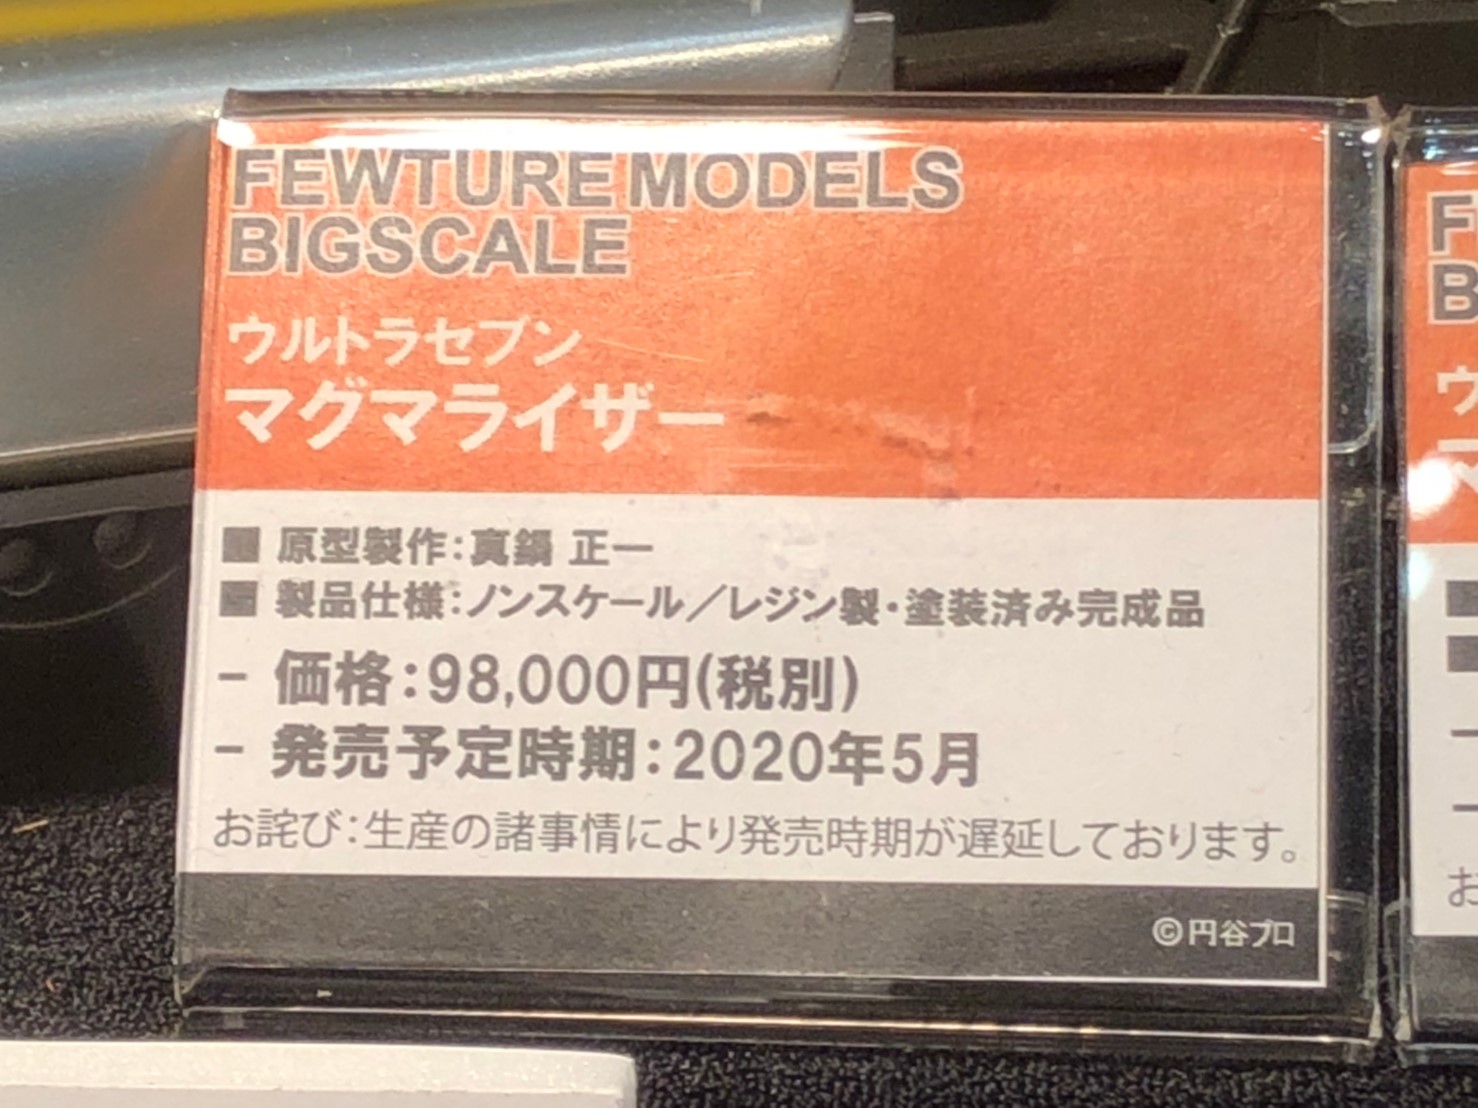 FEWTURE MODELS
BIGSCALE
ウルトラセブン
マグマライザー
■ 原型製作:真鍋 正一
■ 製品仕様:ノンスケール/レジン製・塗装済み完成品
- 価格:98,000円(税別)
- 発売予定時期:2020年5月
お詫び:生産の諸事情により発売時期が遅延しております。
©円谷プロ
F
B
ウ
マ
■
■
-
-
お